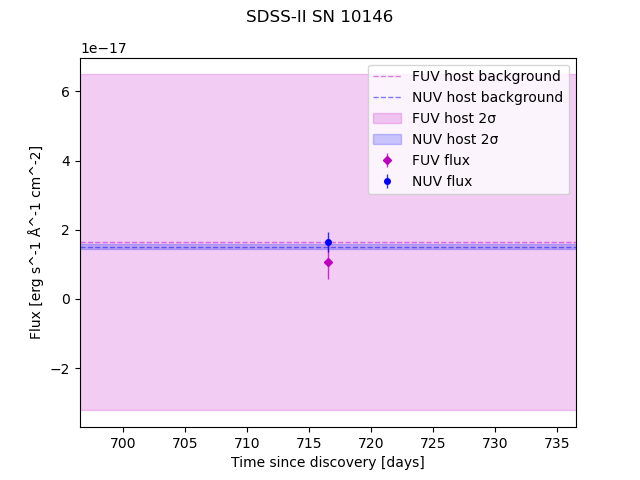 SDSS-II SN 10146
1e−17
FUV host background
NUV host background
FUV host 2σ
NUV host 2σ
FUV flux
NUV flux
6
4
2
0
−2
Flux [erg s^-1 Å^-1 cm^-2]
700 705 710 715 720 725 730 735
Time since discovery [days]